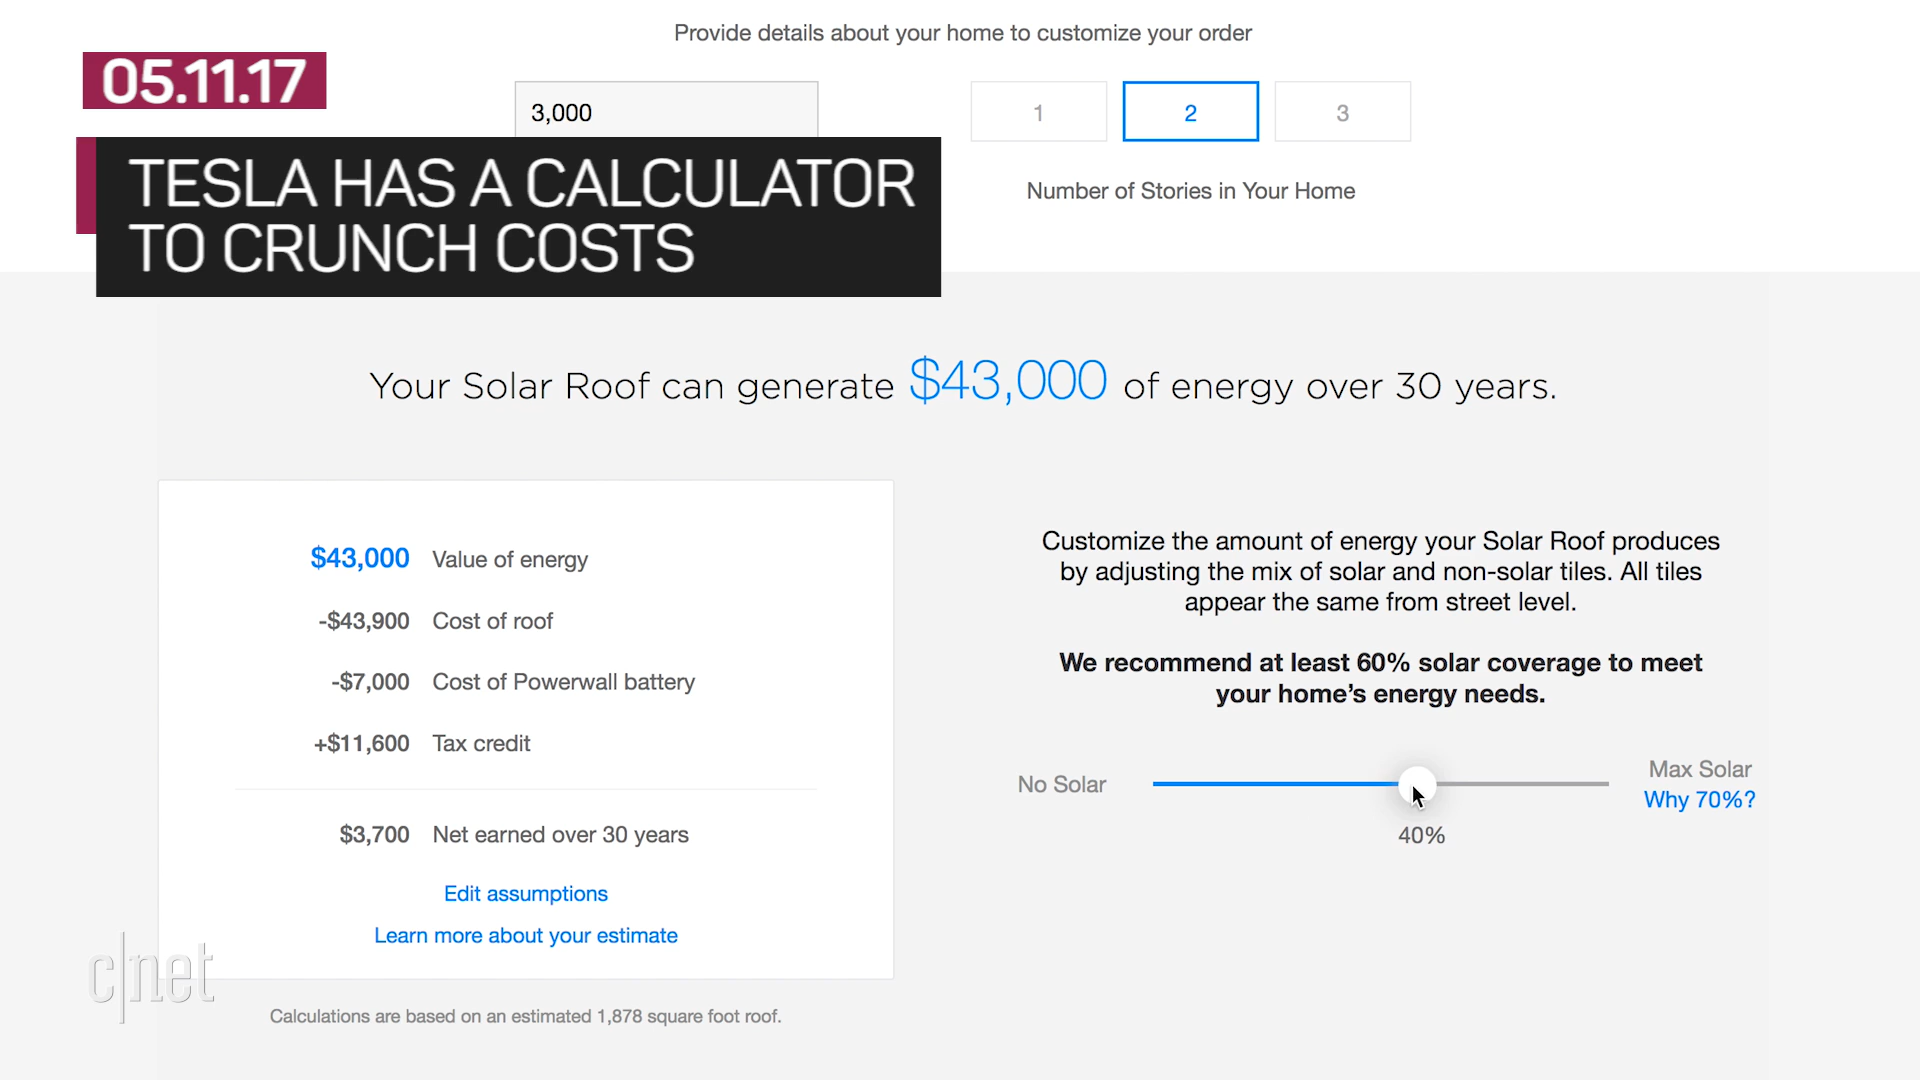 Provide details about your home to customize your order
05.11.17
3,000
1
2
3
TESLA HAS A CALCULATOR
TO CRUNCH COSTS
Number of Stories in Your Home
Your Solar Roof can generate $43,000 of energy over 30 years.
$43,000 Value of energy
-$43,900 Cost of roof
-$7,000 Cost of Powerwall battery
+$11,600 Tax credit
$3,700 Net earned over 30 years
Edit assumptions
Learn more about your estimate
Calculations are based on an estimated 1,878 square foot roof.
Customize the amount of energy your Solar Roof produces
by adjusting the mix of solar and non-solar tiles. All tiles
appear the same from street level.
We recommend at least 60% solar coverage to meet
your home’s energy needs.
No Solar
Max Solar
Why 70%?
40%
c|net